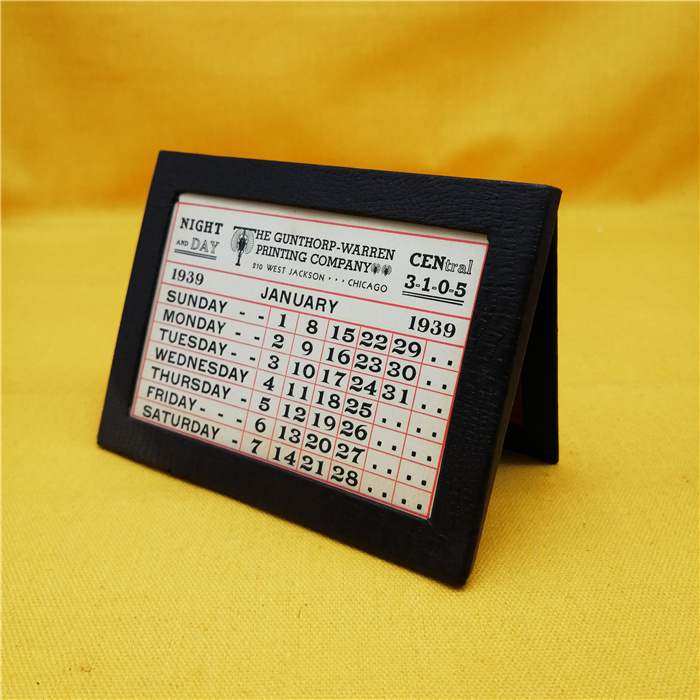 NIGHT
AND DAY
THE GUNTHORP-WARREN
PRINTING COMPANY
210 WEST JACKSON · · · CHICAGO
CENtral
3-1-0-5
1939 JANUARY 1939
SUNDAY - - 1 8 15 22 29 . .
MONDAY - - 2 9 16 23 30 . .
TUESDAY - - 3 10 17 24 31 . .
WEDNESDAY 4 11 18 25 . . . .
THURSDAY - 5 12 19 26 . . . .
FRIDAY - - - 6 13 20 27 . . . .
SATURDAY - 7 14 21 28 . . . .